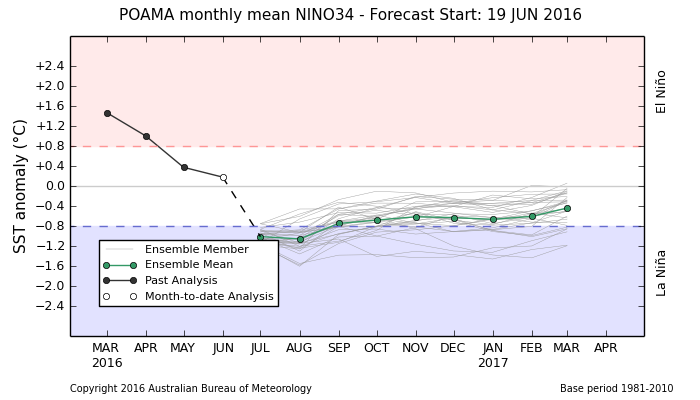 POAMA monthly mean NINO34 - Forecast Start: 19 JUN 2016
SST anomaly (°C)
+2.4
+2.0
+1.6
+1.2
+0.8
+0.4
0.0
−0.4
−0.8
−1.2
−1.6
−2.0
−2.4
El Niño
La Niña
Ensemble Member
Ensemble Mean
Past Analysis
Month-to-date Analysis
MAR APR MAY JUN JUL AUG SEP OCT NOV DEC JAN FEB MAR APR
2016 2017
Copyright 2016 Australian Bureau of Meteorology Base period 1981-2010